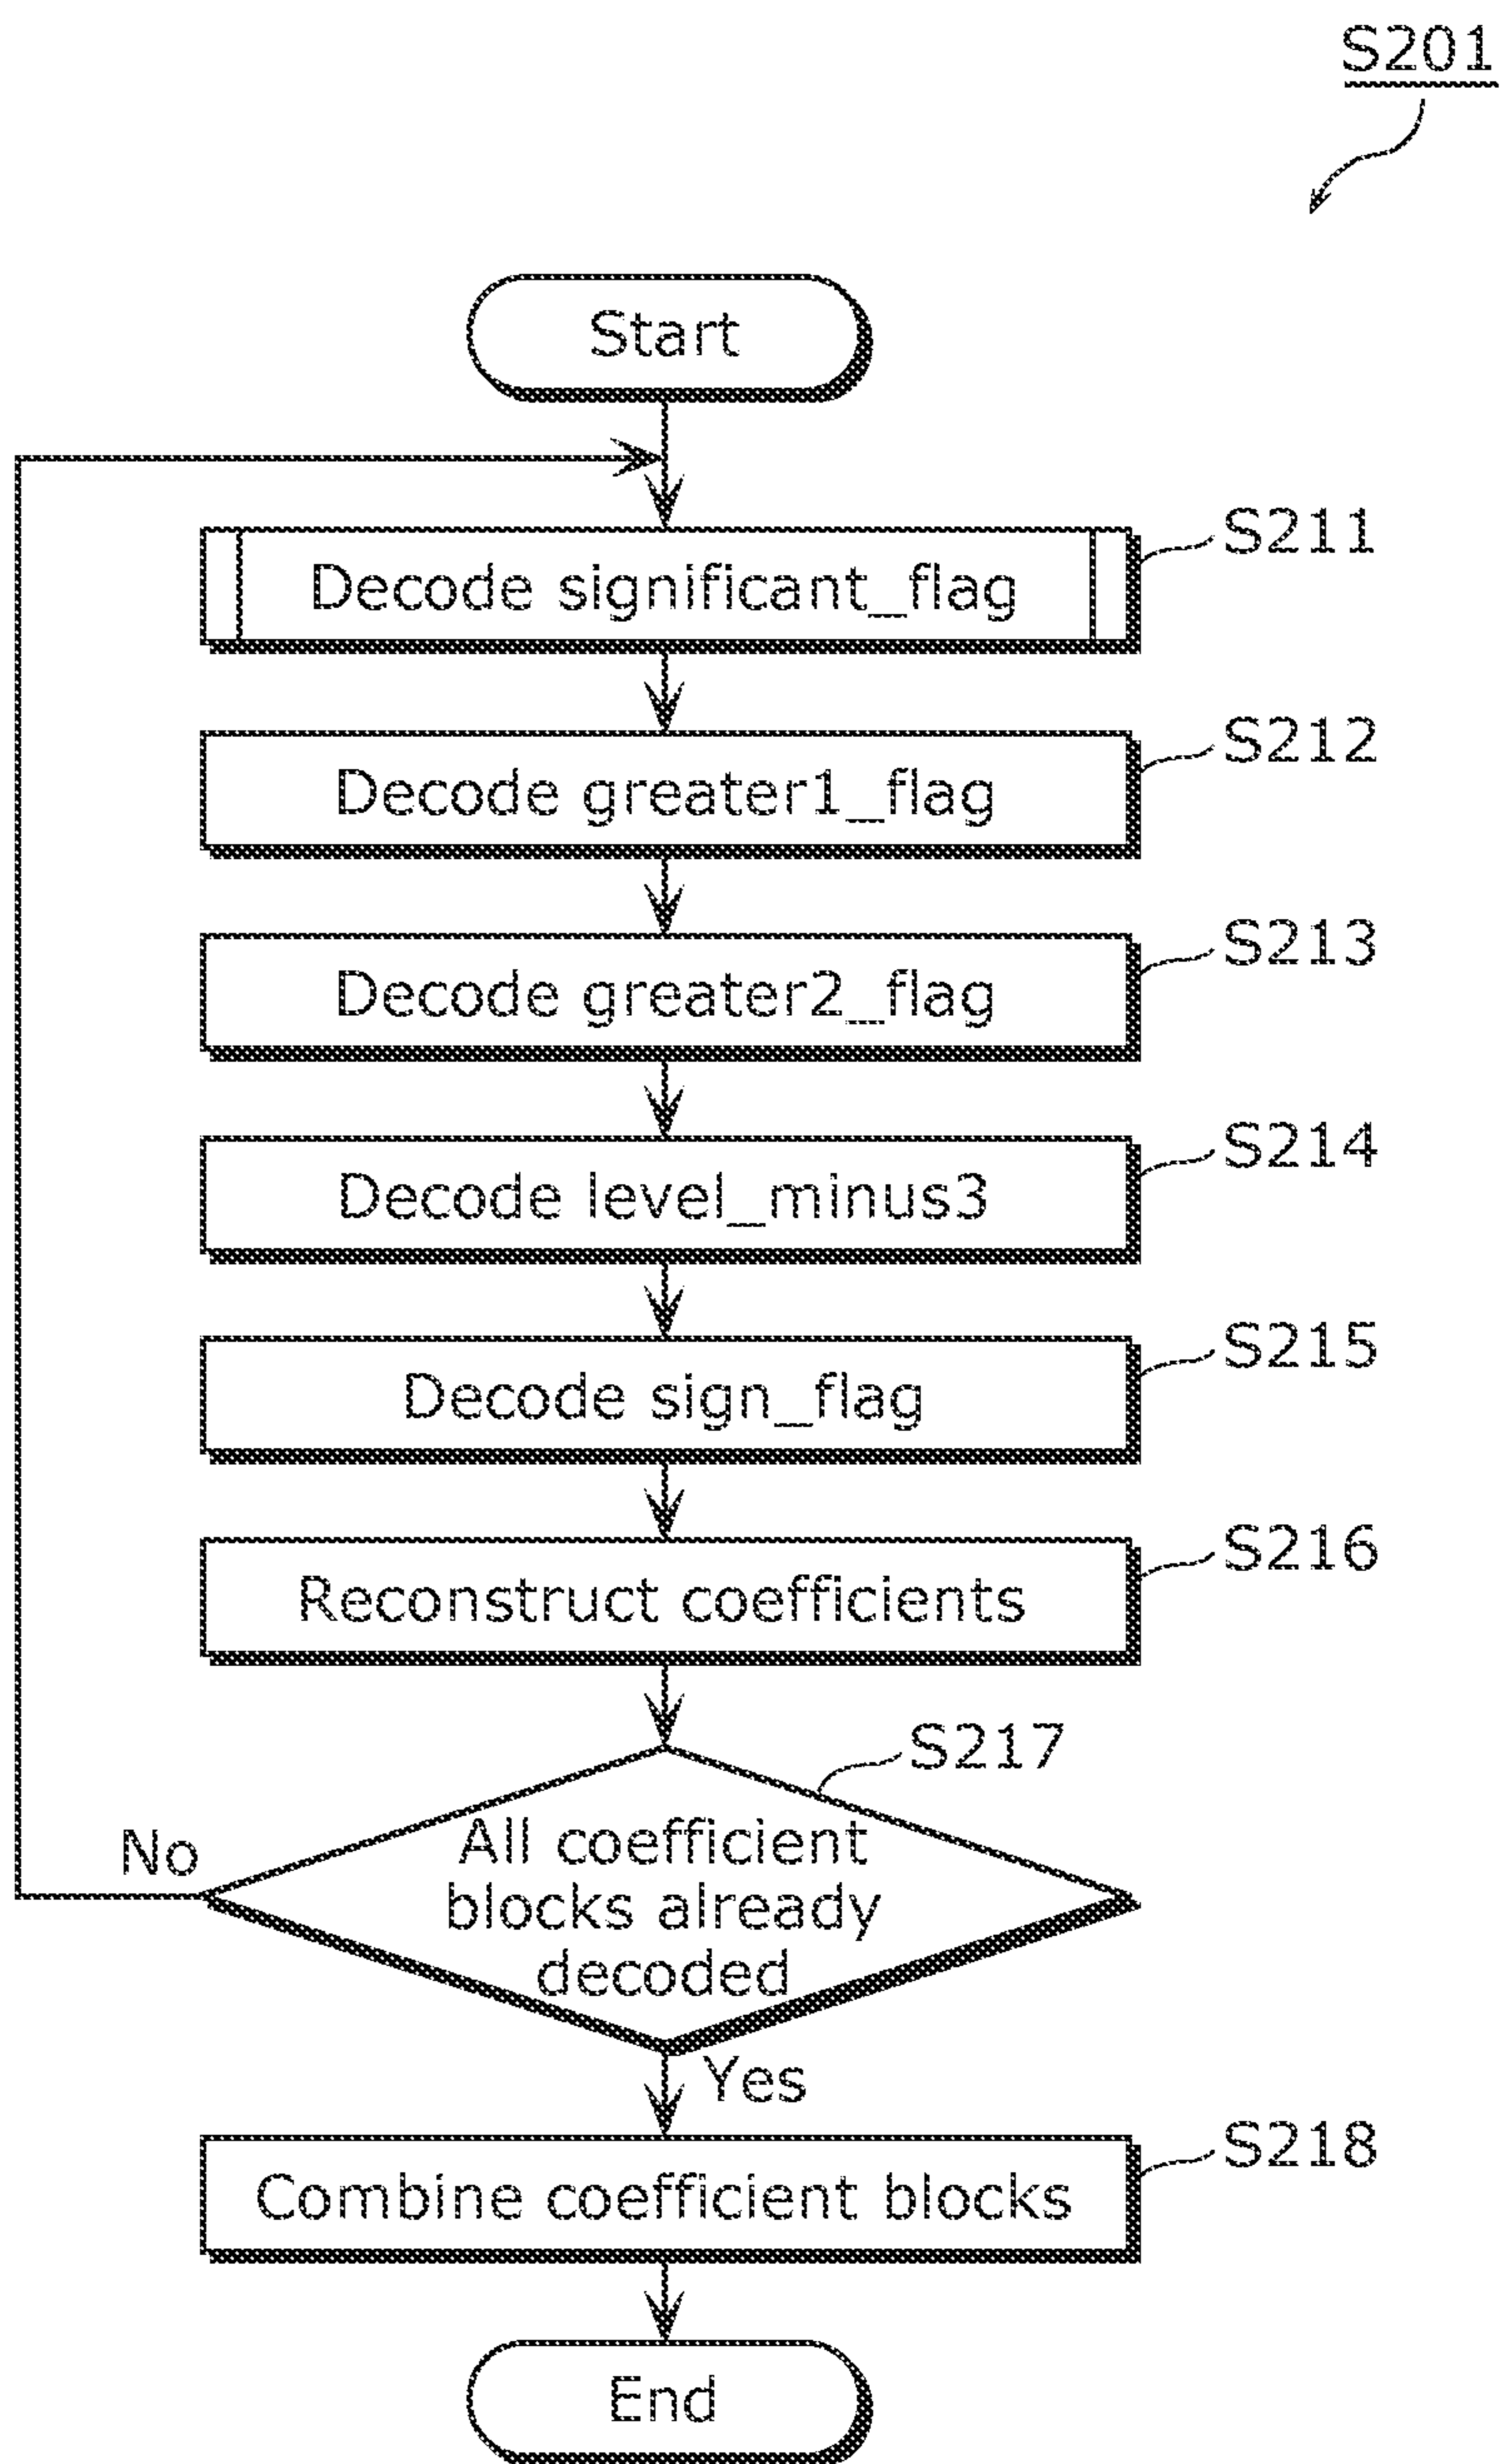 S201
Start
Decode significant_flag
S211
Decode greater1_flag
S212
Decode greater2_flag
S213
Decode level_minus3
S214
Decode sign_flag
S215
Reconstruct coefficients
S216
S217
All coefficient
blocks already
decoded
No
Yes
Combine coefficient blocks
S218
End